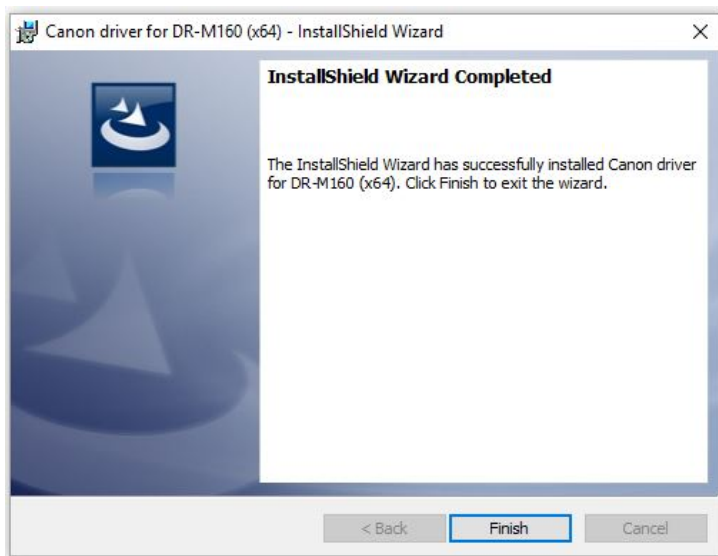 Canon driver for DR-M160 (x64) - InstallShield Wizard
InstallShield Wizard Completed
The InstallShield Wizard has successfully installed Canon driver
for DR-M160 (x64). Click Finish to exit the wizard.
< Back
Finish
Cancel